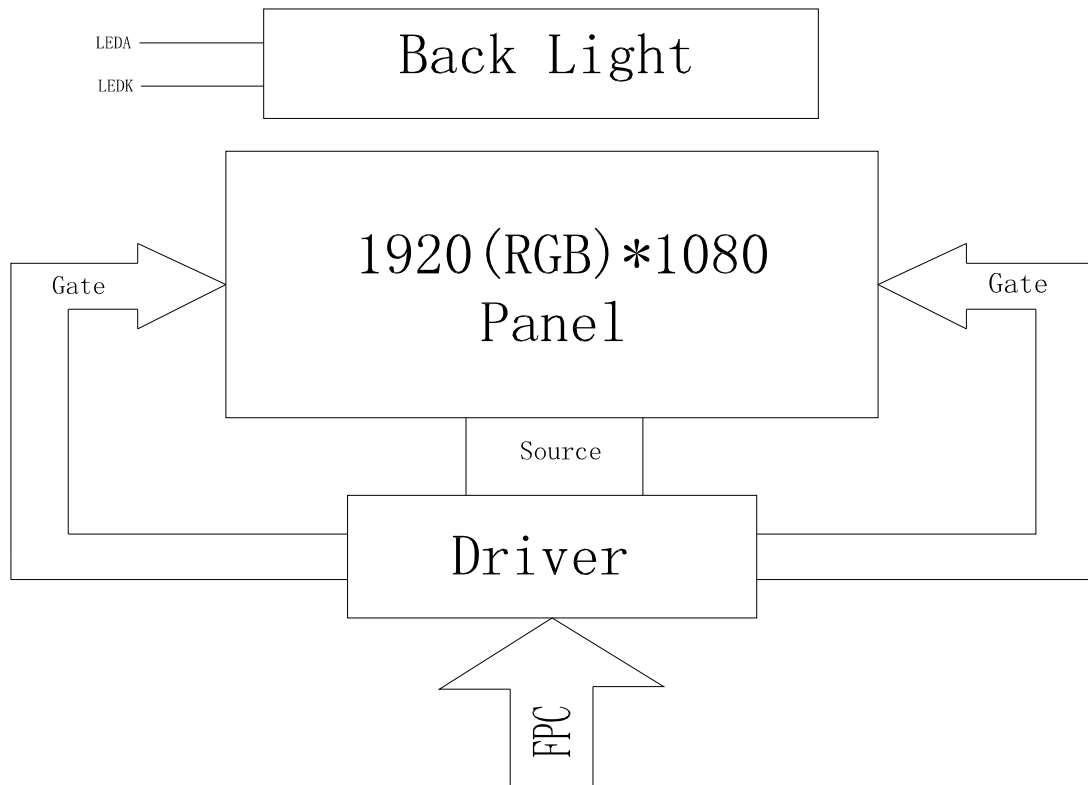 LEDA
Back Light
LEDK
1920(RGB)*1080
Panel
Gate
Gate
Source
Driver
FPC